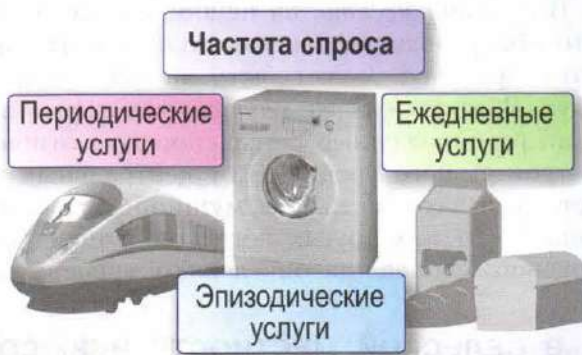 Частота спроса
Периодические
услуги
Ежедневные
услуги
Эпизодические
услуги